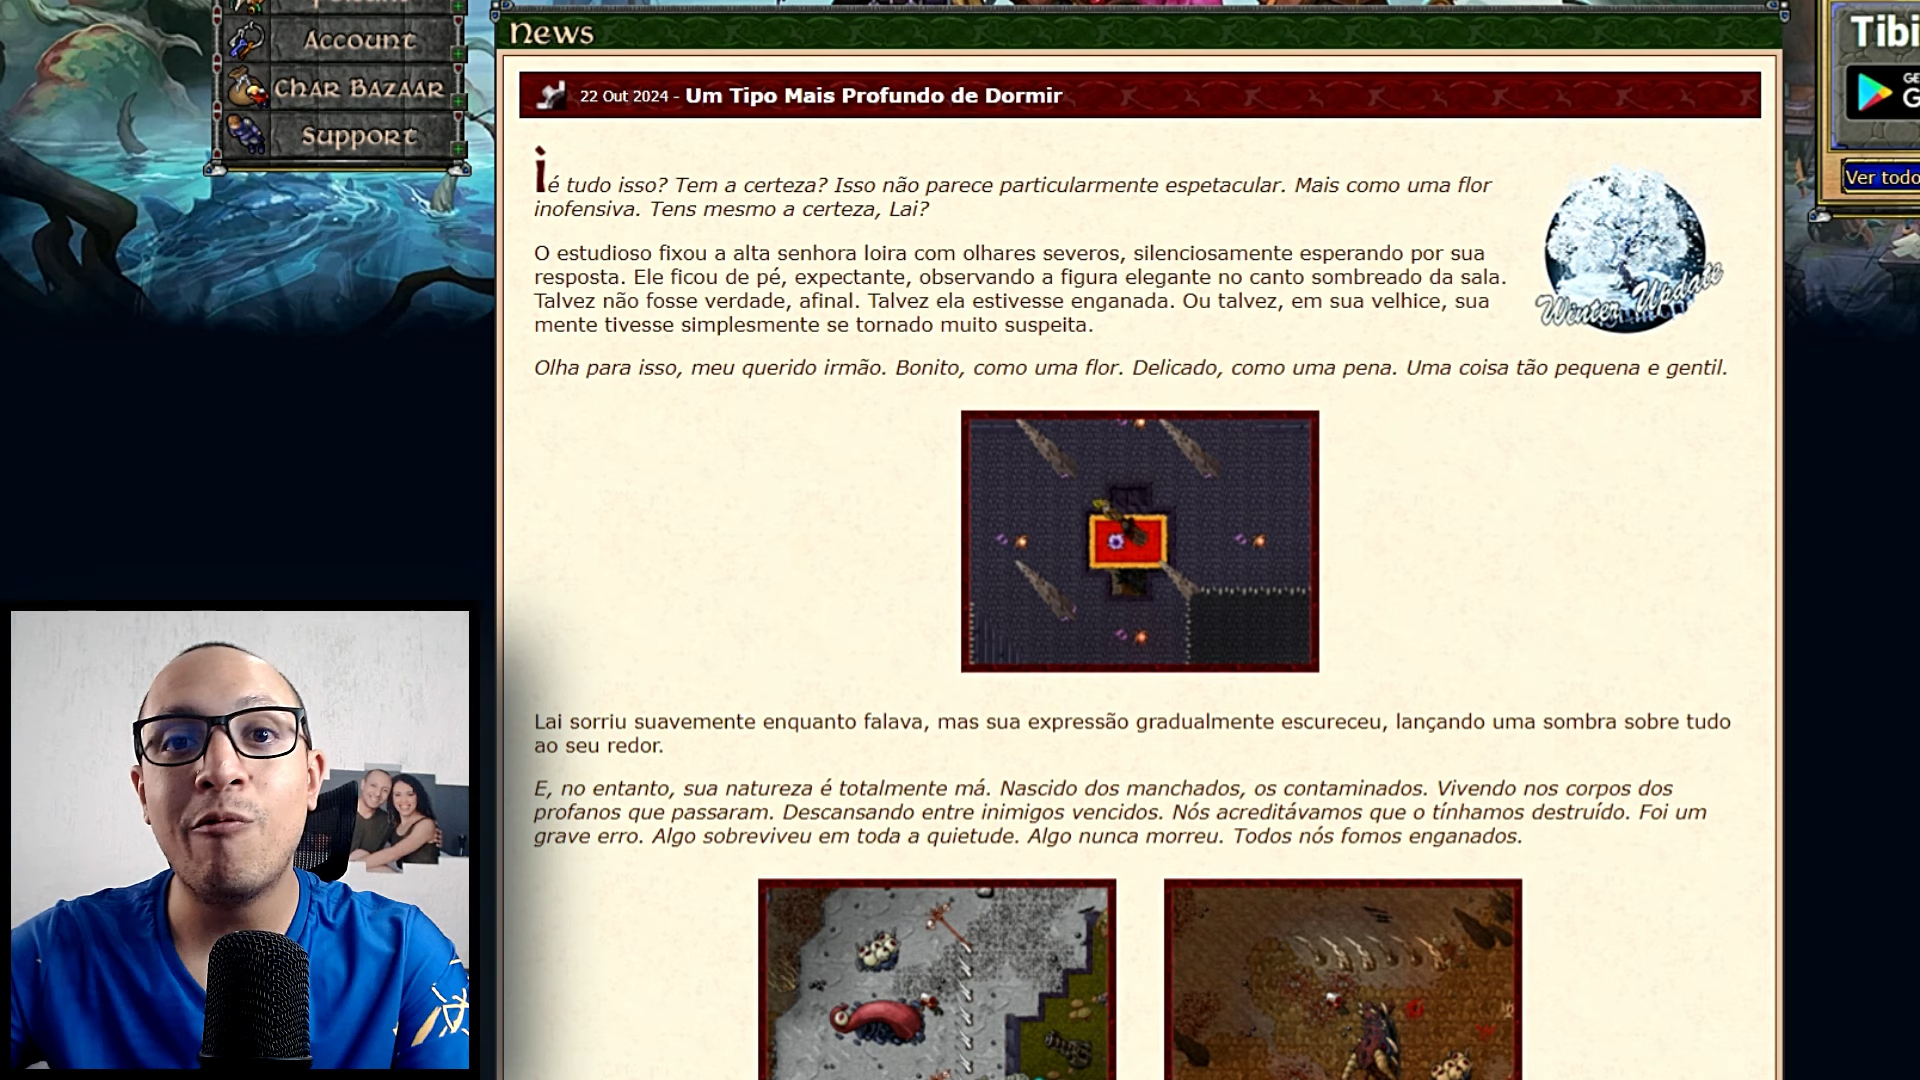 Account
Char Bazaar
Support
News
22 Out 2024 - Um Tipo Mais Profundo de Dormir
ié tudo isso? Tem a certeza? Isso não parece particularmente espetacular. Mais como uma flor
inofensiva. Tens mesmo a certeza, Lai?
O estudioso fixou a alta senhora loira com olhares severos, silenciosamente esperando por sua
resposta. Ele ficou de pé, expectante, observando a figura elegante no canto sombreado da sala.
Talvez não fosse verdade, afinal. Talvez ela estivesse enganada. Ou talvez, em sua velhice, sua
mente tivesse simplesmente se tornado muito suspeita.
Winter Update
Olha para isso, meu querido irmão. Bonito, como uma flor. Delicado, como uma pena. Uma coisa tão pequena e gentil.
Lai sorriu suavemente enquanto falava, mas sua expressão gradualmente escureceu, lançando uma sombra sobre tudo
ao seu redor.
E, no entanto, sua natureza é totalmente má. Nascido dos manchados, os contaminados. Vivendo nos corpos dos
profanos que passaram. Descansando entre inimigos vencidos. Nós acreditávamos que o tínhamos destruído. Foi um
grave erro. Algo sobreviveu em toda a quietude. Algo nunca morreu. Todos nós fomos enganados.
Tibi
GE
G
Ver todo